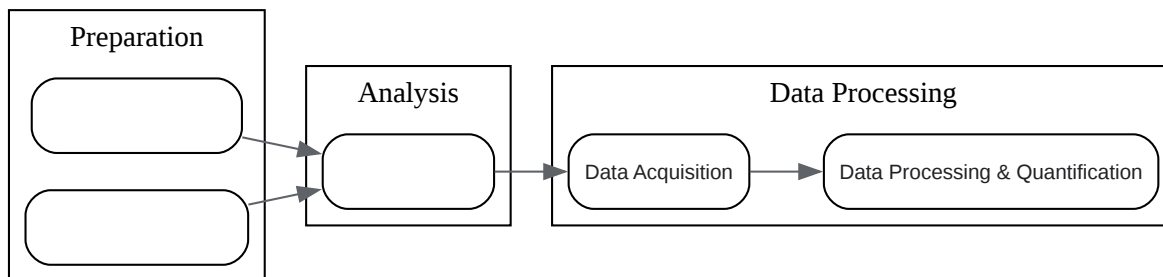 Preparation
Analysis
Data Processing
Data Acquisition
Data Processing & Quantification